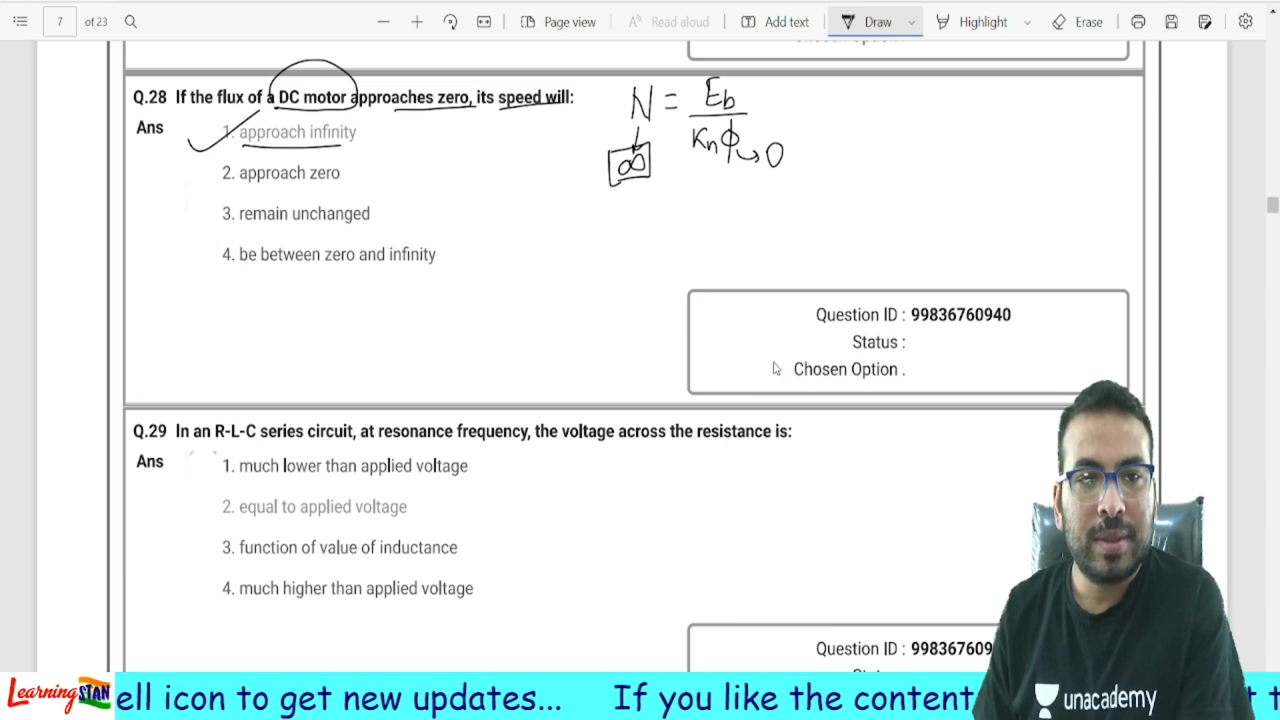 7 of 23 Page view Read aloud Add text Draw Highlight Erase
Q.28 If the flux of a DC motor approaches zero, its speed will:
Ans
1. approach infinity
2. approach zero
3. remain unchanged
4. be between zero and infinity
N = Eb
Knϕ→0
∞
Question ID : 99836760940
Status :
Chosen Option :
Q.29 In an R-L-C series circuit, at resonance frequency, the voltage across the resistance is:
Ans
1. much lower than applied voltage
2. equal to applied voltage
3. function of value of inductance
4. much higher than applied voltage
Question ID : 998367609
unacademy
LearningSTAN
ell icon to get new updates... If you like the content